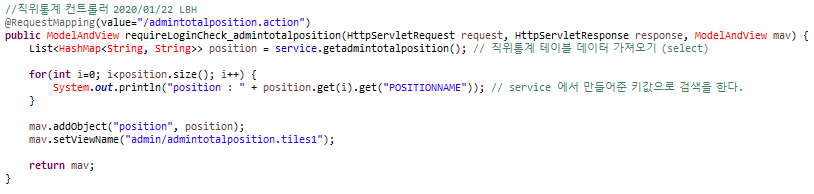 //직위통계 컨트롤러 2020/01/22 LBH
@RequestMapping(value="/admintotalposition.action")
public ModelAndView requireLoginCheck_admintotalposition(HttpServletRequest request, HttpServletResponse response, ModelAndView mav) {
    List<HashMap<String, String>> position = service.getadmintotalposition(); // 직위통계 테이블 데이터 가져오기 (select)
    for(int i=0; i<position.size(); i++) {
        System.out.println("position : " + position.get(i).get("POSITIONNAME")); // service 에서 만들어준 키값으로 검색을 한다.
    }
    mav.addObject("position", position);
    mav.setViewName("admin/admintotalposition.tiles1");
    return mav;
}